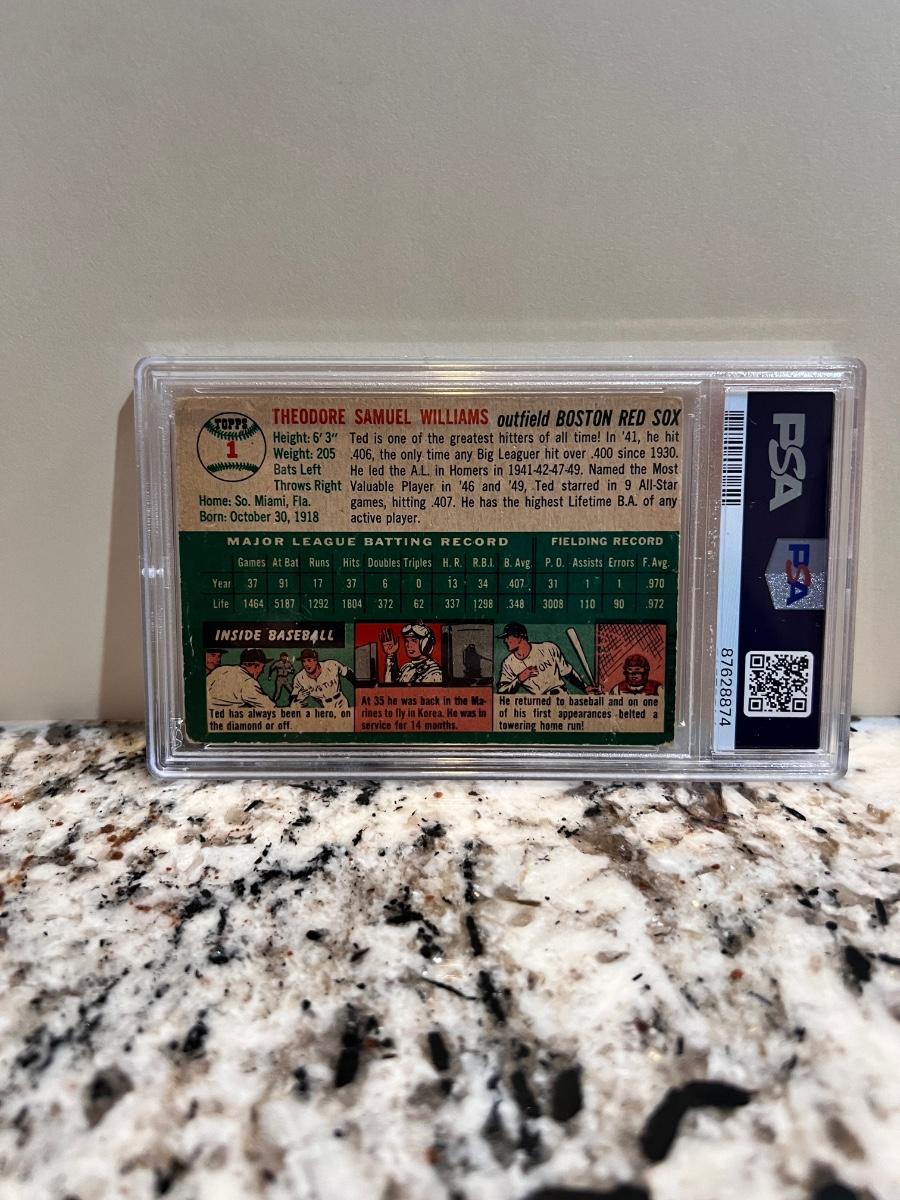 TOPPS
1
THEODORE SAMUEL WILLIAMS outfield BOSTON RED SOX
Height: 6' 3"
Weight: 205
Bats Left
Throws Right
Home: So. Miami, Fla.
Born: October 30, 1918
Ted is one of the greatest hitters of all time! In '41, he hit
.406, the only time any Big Leaguer hit over .400 since 1930.
He led the A.L. in Homers in 1941-42-47-49. Named the Most
Valuable Player in '46 and '49, Ted starred in 9 All-Star
games, hitting .407. He has the highest Lifetime B.A. of any
active player.
MAJOR LEAGUE BATTING RECORD FIELDING RECORD
Games At Bat Runs Hits Doubles Triples H. R. R.B.I. B. Avg. P. O. Assists Errors F. Avg.
Year 37 91 17 37 6 0 13 34 .407 31 1 1 .970
Life 1464 5187 1292 1804 372 62 337 1298 .348 3008 110 90 .972
INSIDE BASEBALL
Ted has always been a hero, on
the diamond or off.
At 35 he was back in the Ma-
rines to fly in Korea. He was in
service for 14 months.
He returned to baseball and on one
of his first appearances belted a
towering home run!
PSA
PSA
87628874